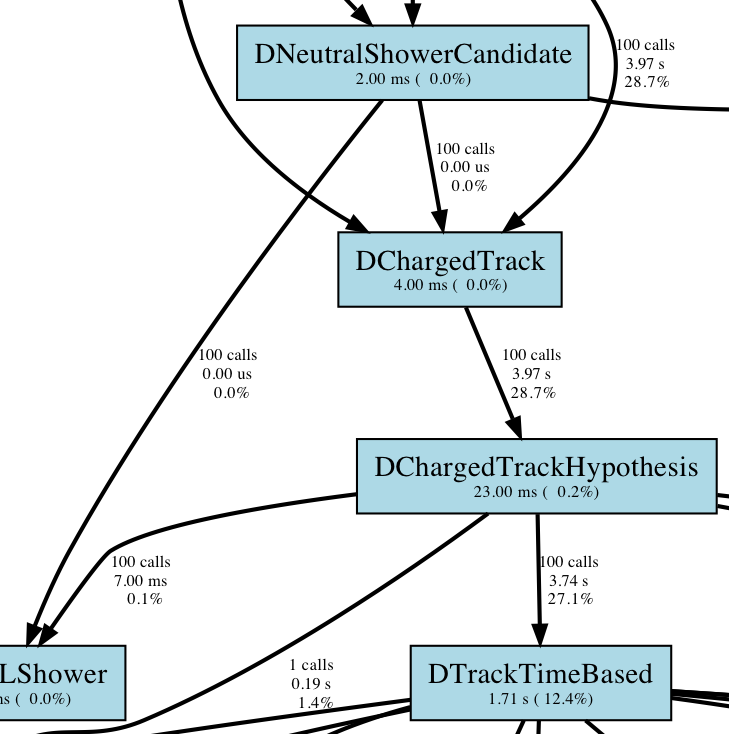 DNeutralShowerCandidate
2.00 ms ( 0.0%)
100 calls
3.97 s
28.7%
100 calls
0.00 us
0.0%
DChargedTrack
4.00 ms ( 0.0%)
100 calls
0.00 us
0.0%
100 calls
3.97 s
28.7%
DChargedTrackHypothesis
23.00 ms ( 0.2%)
100 calls
7.00 ms
0.1%
100 calls
3.74 s
27.1%
LShower
ms ( 0.0%)
1 calls
0.19 s
1.4%
DTrackTimeBased
1.71 s ( 12.4%)